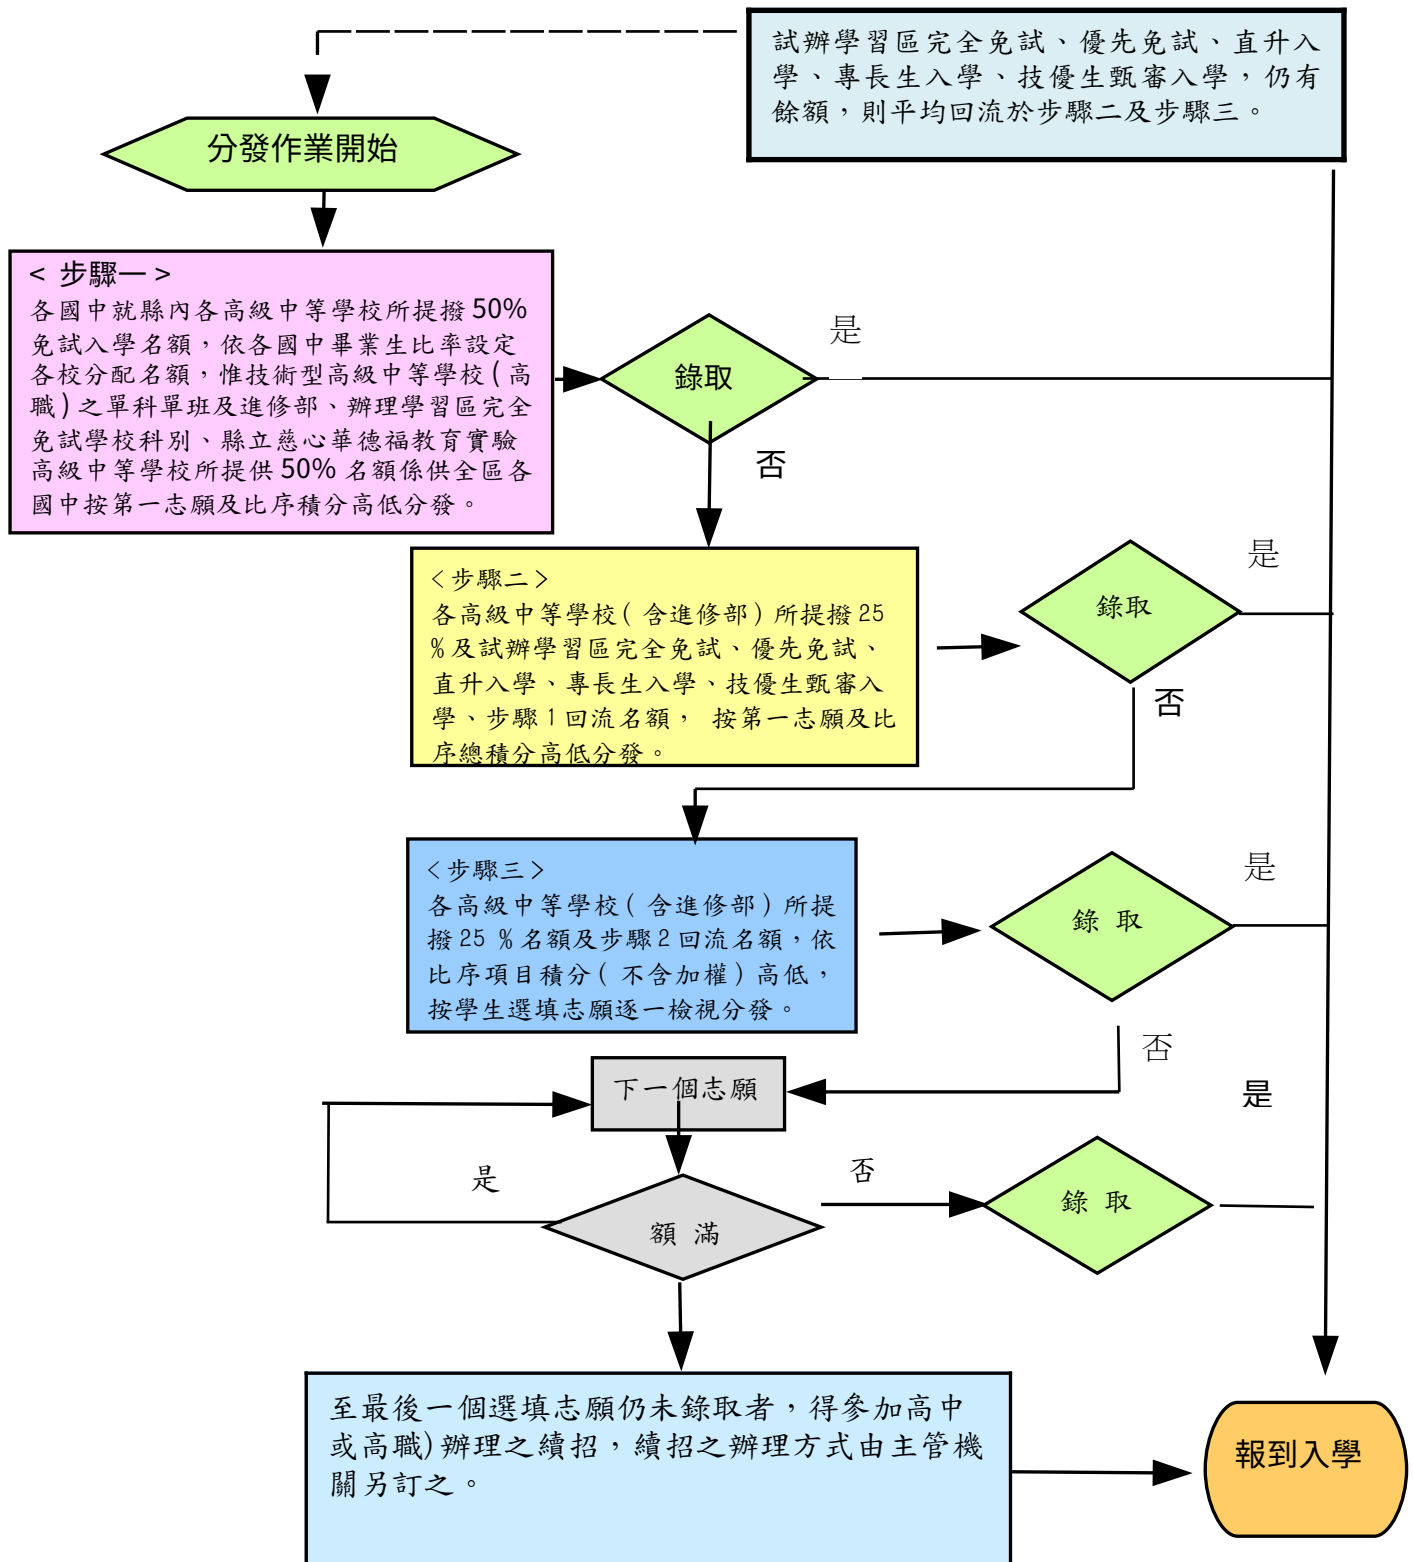 試辦學習區完全免試、優先免試、直升入
學、專長生入學、技優生甄審入學，仍有
餘額，則平均回流於步驟二及步驟三。
分發作業開始
< 步驟一 >
各國中就縣內各高級中等學校所提撥 50%
免試入學名額，依各國中畢業生比率設定
各校分配名額，惟技術型高級中等學校 ( 高
職 ) 之單科單班及進修部、辦理學習區完全
免試學校科別、縣立慈心華德福教育實驗
高級中等學校所提供 50% 名額係供全區各
國中按第一志願及比序積分高低分發。
錄取
是
否
<步驟二>
各高級中等學校 ( 含進修部 ) 所提撥 25
% 及試辦學習區完全免試、優先免試、
直升入學、專長生入學、技優生甄審入
學、步驟 1 回流名額， 按第一志願及比
序總積分高低分發。
錄取
是
否
<步驟三>
各高級中等學校 ( 含進修部 ) 所提
撥 25 % 名額及步驟 2 回流名額，依
比序項目積分 ( 不含加權 ) 高低，
按學生選填志願逐一檢視分發。
錄 取
是
否
下一個志願
是
額 滿
否
錄 取
是
至最後一個選填志願仍未錄取者，得參加高中
或高職) 辦理之續招，續招之辦理方式由主管機
關另訂之。
報到入學